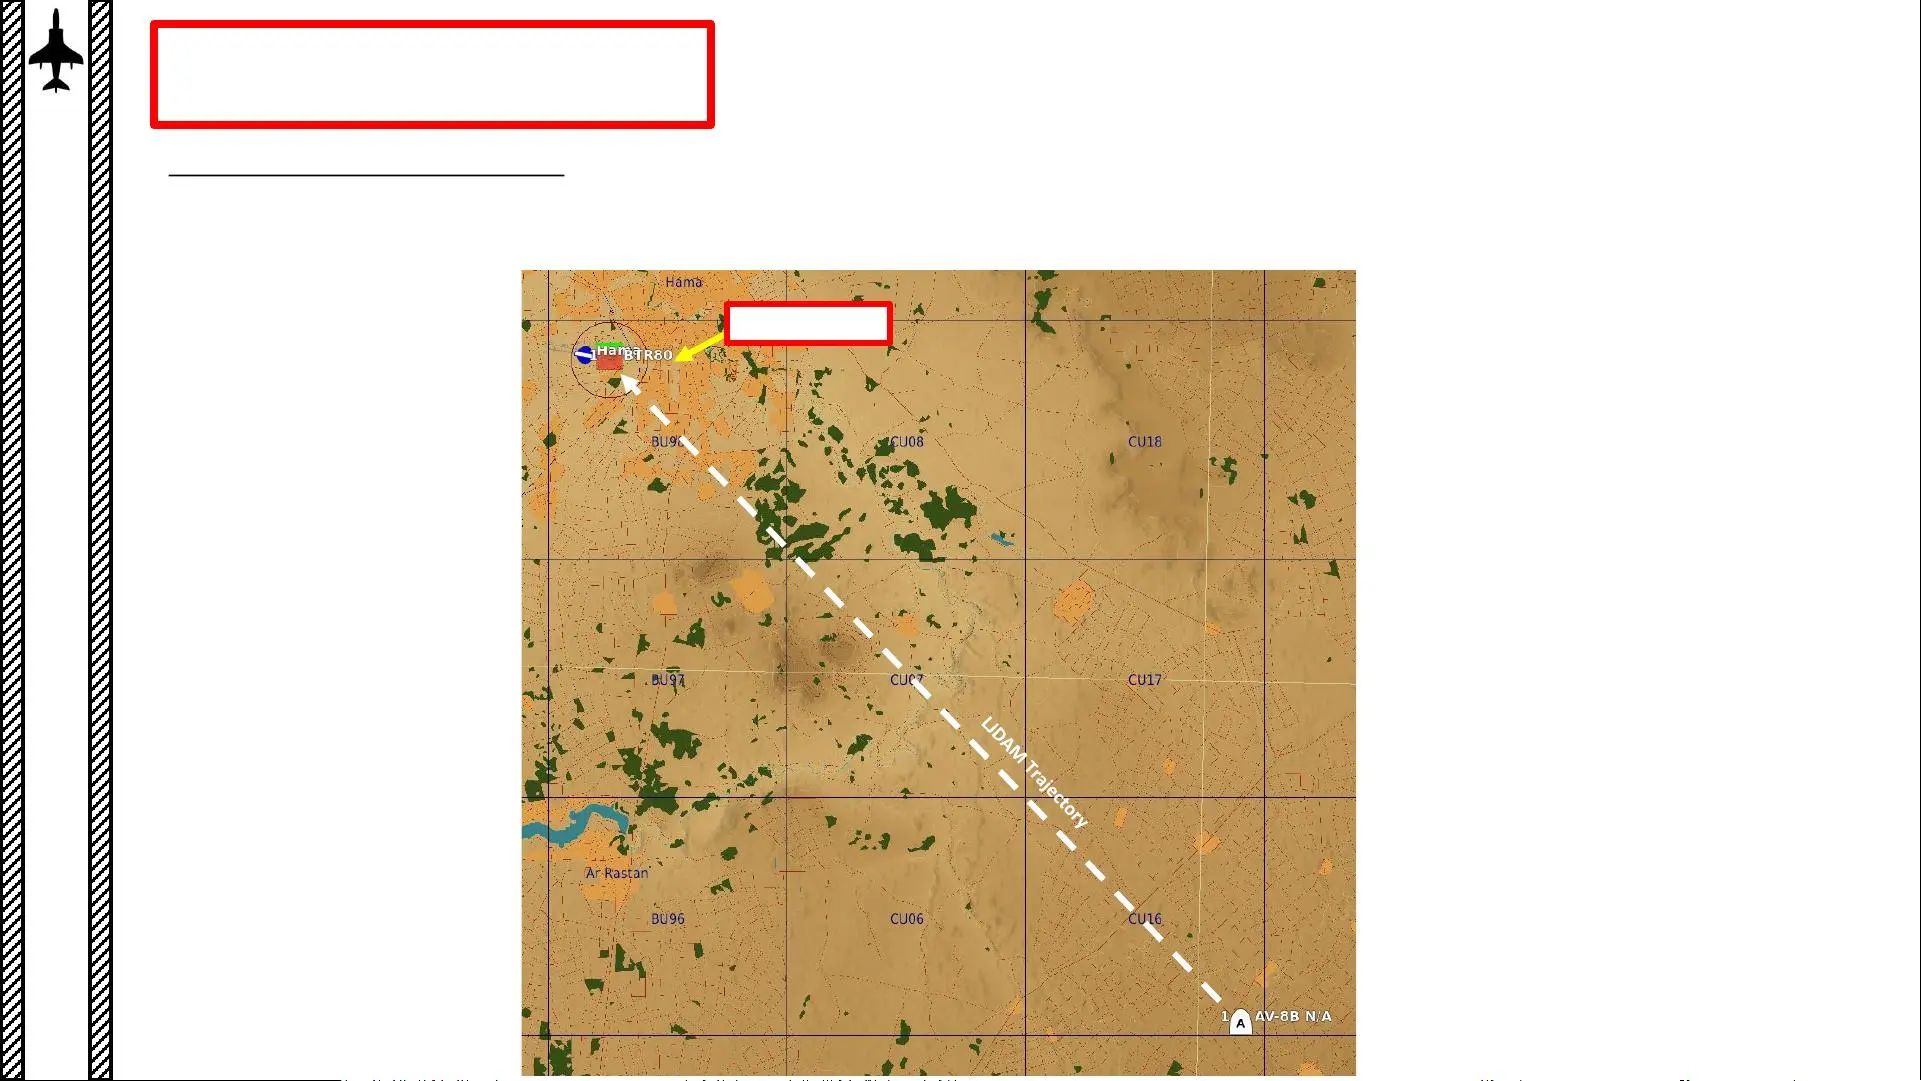 Hama
Hama
1 BTR80
BU98
CU08
CU18
BU97
CU07
CU17
LJDAM Trajectory
Ar Rastan
BU96
CU06
CU16
1 A AV-8B N/A